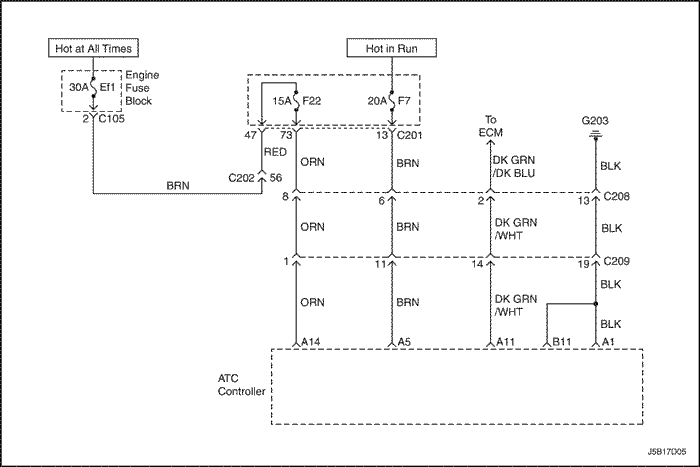 Hot at All Times
Hot in Run
30A Ef1
Engine
Fuse
Block
15A F22
20A F7
2 C105
47 73 13 C201
To
ECM
G203
RED
ORN
BRN
DK GRN
/DK BLU
BLK
C202 56
BRN
8 6 2 13 C208
ORN
BRN
DK GRN
/WHT
BLK
1 11 14 19 C209
BLK
ORN
BRN
DK GRN
/WHT
BLK
A14 A5 A11 B11 A1
ATC
Controller
J5B17D05